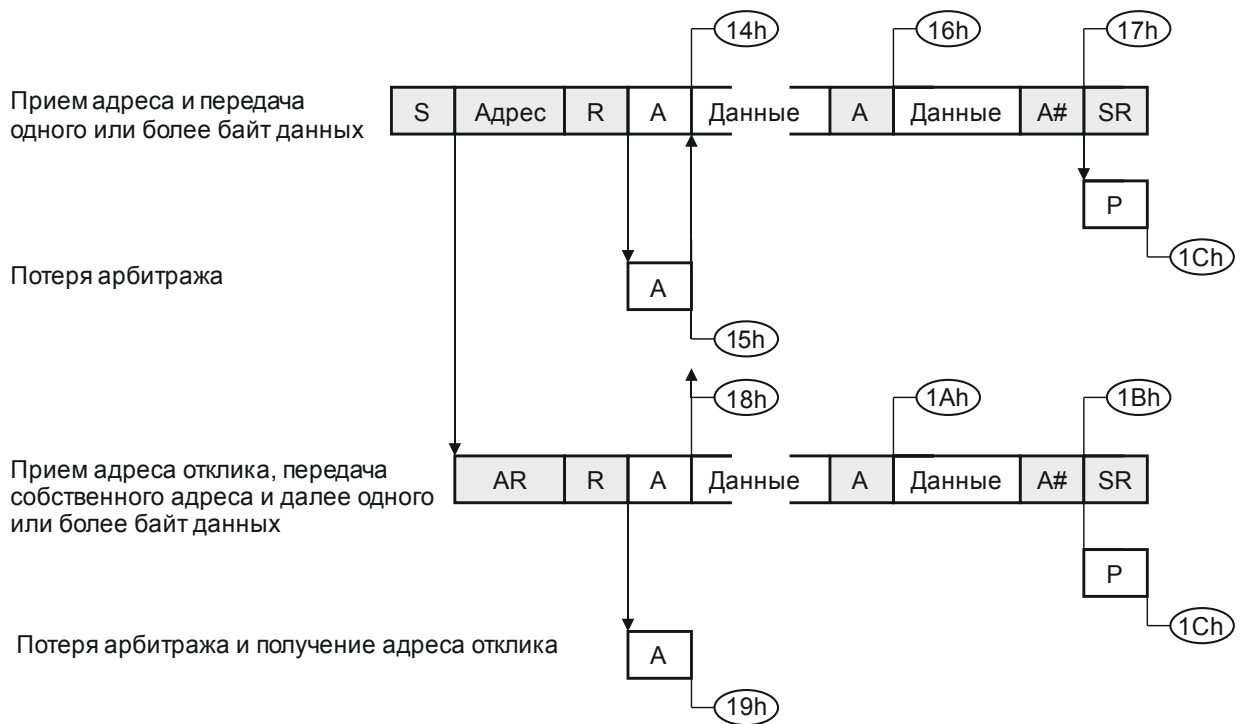 14h 16h 17h
Прием адреса и передача
одного или более байт данных
S Адрес R A Данные A Данные A# SR
P
1Ch
Потеря арбитража
A
15h
18h 1Ah 1Bh
Прием адреса отклика, передача
собственного адреса и далее одного
или более байт данных
AR R A Данные A Данные A# SR
P
1Ch
Потеря арбитража и получение адреса отклика
A
19h